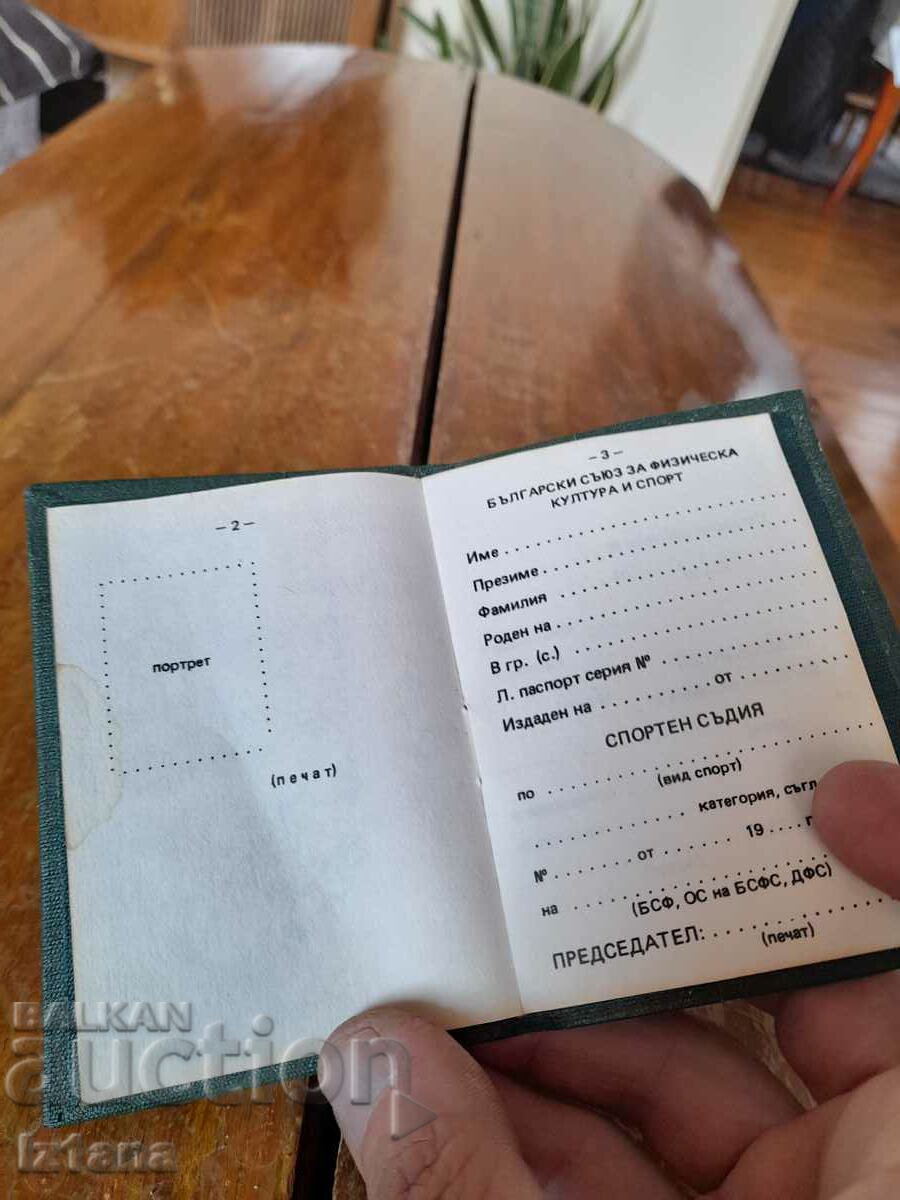 – 2 –
портрет
(печат)
– 3 –
БЪЛГАРСКИ СЪЮЗ ЗА ФИЗИЧЕСКА
КУЛТУРА И СПОРТ
Име
Презиме
Фамилия
Роден на
В гр. (с.)
Л. паспорт серия №
Издаден на от
СПОРТЕН СЪДИЯ
по
(вид спорт)
категория, съгл
№ от 19
на
(БСФ, ОС на БСФС, ДФС)
ПРЕДСЕДАТЕЛ:
(печат)
BALKAN
auction
Iztana